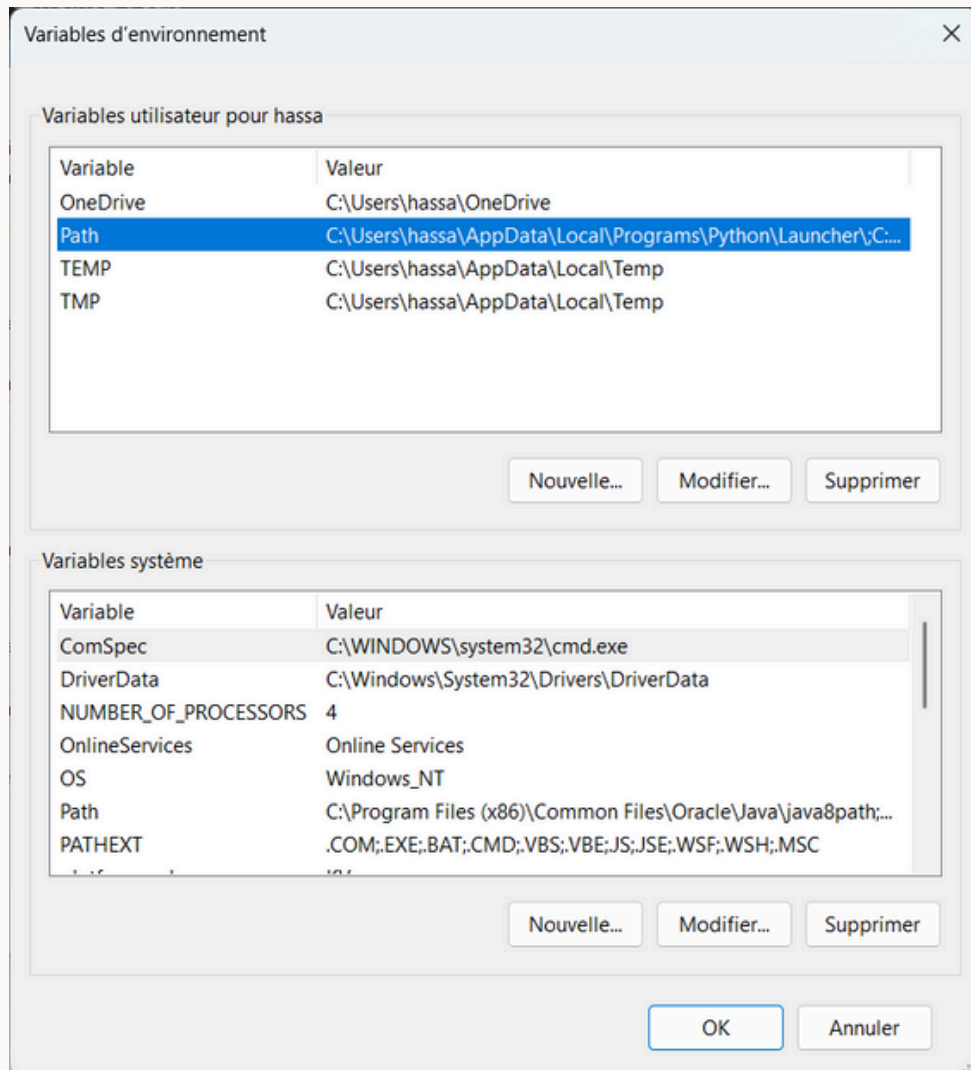 Variables d'environnement
Variables utilisateur pour hassa
Variable Valeur
OneDrive C:\Users\hassa\OneDrive
Path C:\Users\hassa\AppData\Local\Programs\Python\Launcher\;C:...
TEMP C:\Users\hassa\AppData\Local\Temp
TMP C:\Users\hassa\AppData\Local\Temp
Nouvelle... Modifier... Supprimer
Variables système
Variable Valeur
ComSpec C:\WINDOWS\system32\cmd.exe
DriverData C:\Windows\System32\Drivers\DriverData
NUMBER_OF_PROCESSORS 4
OnlineServices Online Services
OS Windows_NT
Path C:\Program Files (x86)\Common Files\Oracle\Java\java8path;...
PATHEXT .COM;.EXE;.BAT;.CMD;.VBS;.VBE;.JS;.JSE;.WSF;.WSH;.MSC
Nouvelle... Modifier... Supprimer
OK Annuler